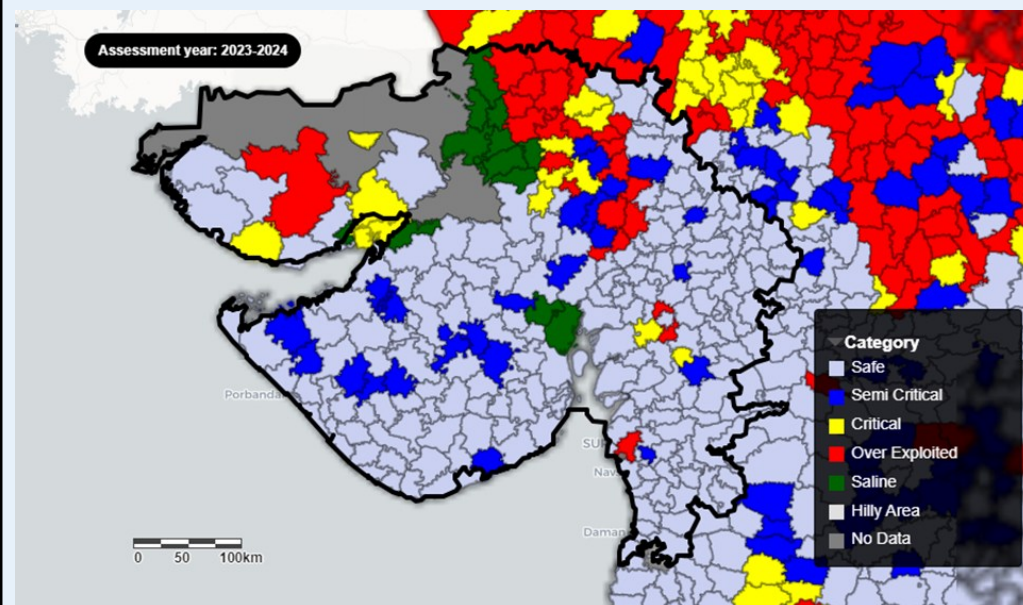 Assessment year: 2023-2024
Category
Safe
Semi Critical
Critical
Over Exploited
Saline
Hilly Area
No Data
Porbanda
SU
Nav
Daman
0 50 100km